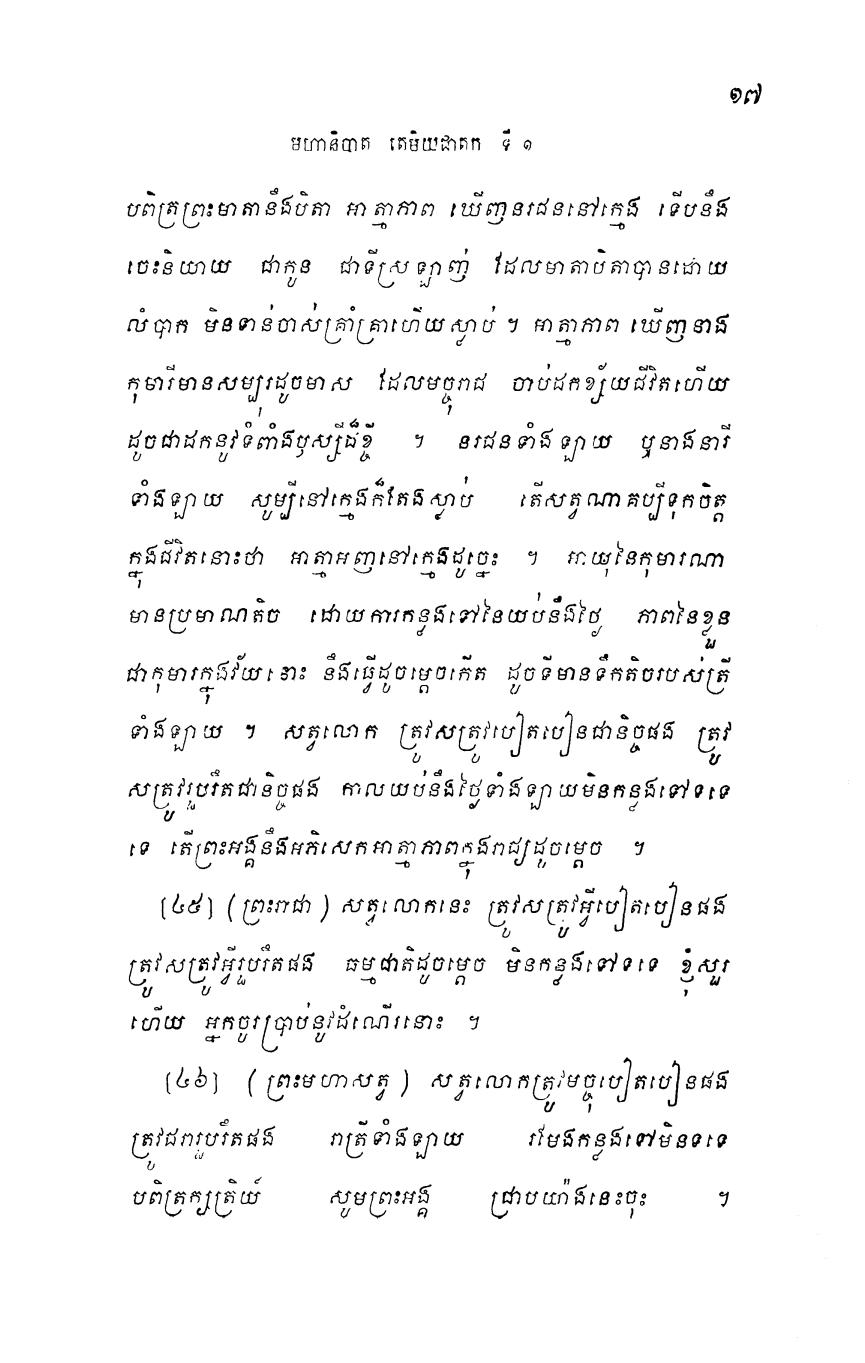 ១៧
មហានិបាត តេមិយជាតក ទី ១
បពិត្រព្រះមាតានឹងបិតា អាត្មាភាព ឃើញនរជននៅក្មេង ទើបនឹង
ចេះនិយាយ ជាកូន ជាទីស្រឡាញ់ ដែលមាតាបិតាបានដោយ
លំបាក មិនទាន់ចាស់គ្រាំគ្រាហើយស្លាប់ ។ អាត្មាភាព ឃើញនាង
កុមារីមានសម្បុរដូចមាស ដែលមច្ចុរាជ ចាប់ដកខ្ស័យជីវិតហើយ
ដូចជាដកនូវទំពាំងឫស្សីដ៏ខ្ចី ។ នរជនទាំងឡាយ ឬនាងនារី
ទាំងឡាយ សូម្បីនៅក្មេងក៏តែងស្លាប់ តើសត្វណាគប្បីទុកចិត្ត
ក្នុងជីវិតនោះថា អាត្មាអញនៅក្មេងដូច្នេះ ។ អាយុនៃកុមារណា
មានប្រមាណតិច ដោយការកន្លងទៅនៃយប់នឹងថ្ងៃ ភាពនៃខ្លួន
ជាកុមារក្នុងវ័យនោះ នឹងធ្វើដូចម្តេចកើត ដូចទីមានទឹកតិចរបស់ត្រី
ទាំងឡាយ ។ សត្វលោក ត្រូវសត្រូវបៀតបៀនជានិច្ចផង ត្រូវ
សត្រូវរួបរឹតជានិច្ចផង កាលយប់នឹងថ្ងៃទាំងឡាយមិនកន្លងទៅទទេ
ទេ តើព្រះអង្គនឹងអភិសេកអាត្មាភាពក្នុងរាជ្យដូចម្តេច ។
[៤៥] (ព្រះរាជា) សត្វលោកនេះ ត្រូវសត្រូវអ្វីបៀតបៀនផង
ត្រូវសត្រូវអ្វីរួបរឹតផង ធម្មជាតិដូចម្តេច មិនកន្លងទៅទទេ ខ្ញុំសួរ
ហើយ អ្នកចូរប្រាប់នូវដំណើរនោះ ។
[៤៦] (ព្រះមហាសត្វ) សត្វលោកត្រូវមច្ចុបៀតបៀនផង
ត្រូវជរារួបរឹតផង រាត្រីទាំងឡាយ រមែងកន្លងទៅមិនទទេ
បពិត្រក្សត្រិយ៍ សូមព្រះអង្គ ជ្រាបយ៉ាងនេះចុះ ។